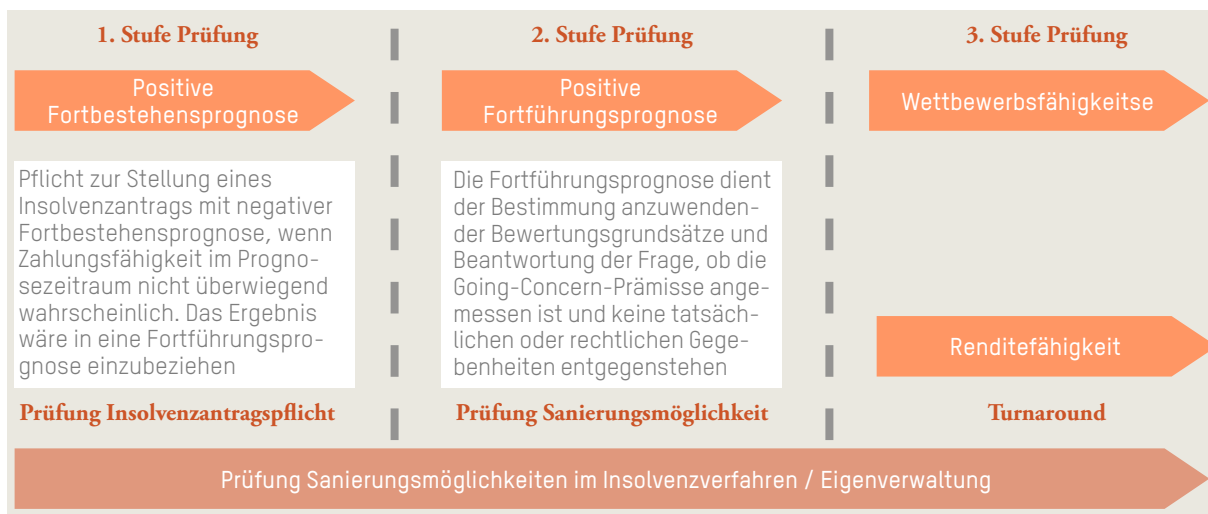 1. Stufe Prüfung
Positive
Fortbestehensprognose
Pflicht zur Stellung eines
Insolvenzantrags mit negativer
Fortbestehensprognose, wenn
Zahlungsfähigkeit im Progno-
sezeitraum nicht überwiegend
wahrscheinlich. Das Ergebnis
wäre in eine Fortführungspro-
gnose einzubeziehen
Prüfung Insolvenzantragspflicht
2. Stufe Prüfung
Positive
Fortführungsprognose
Die Fortführungsprognose dient
der Bestimmung anzuwenden-
der Bewertungsgrundsätze und
Beantwortung der Frage, ob die
Going-Concern-Prämisse ange-
messen ist und keine tatsäch-
lichen oder rechtlichen Gege-
benheiten entgegenstehen
Prüfung Sanierungsmöglichkeit
3. Stufe Prüfung
Wettbewerbsfähigkeitse
Renditefähigkeit
Turnaround
Prüfung Sanierungsmöglichkeiten im Insolvenzverfahren / Eigenverwaltung